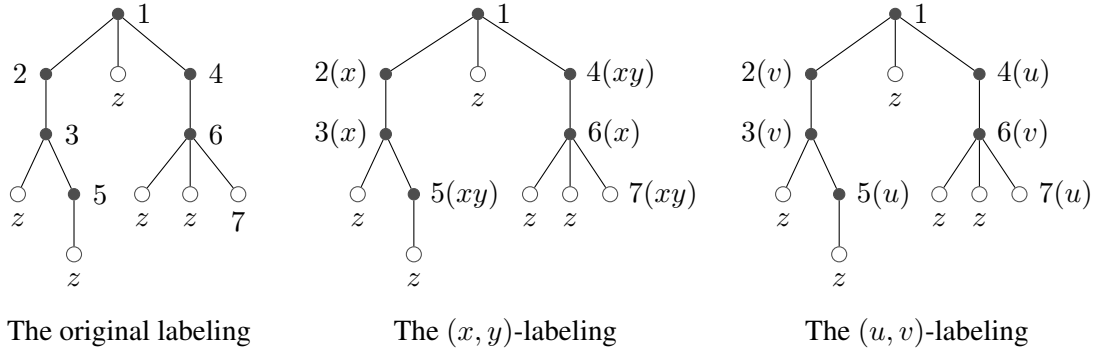 1 1 1
2 4 2(x) 4(xy) 2(v) 4(u)
z z z
3 6 3(x) 6(x) 3(v) 6(v)
z 5 z z 7 z 5(xy) z z 7(xy) z 5(u) z z 7(u)
z z z
The original labeling The (x, y)-labeling The (u, v)-labeling